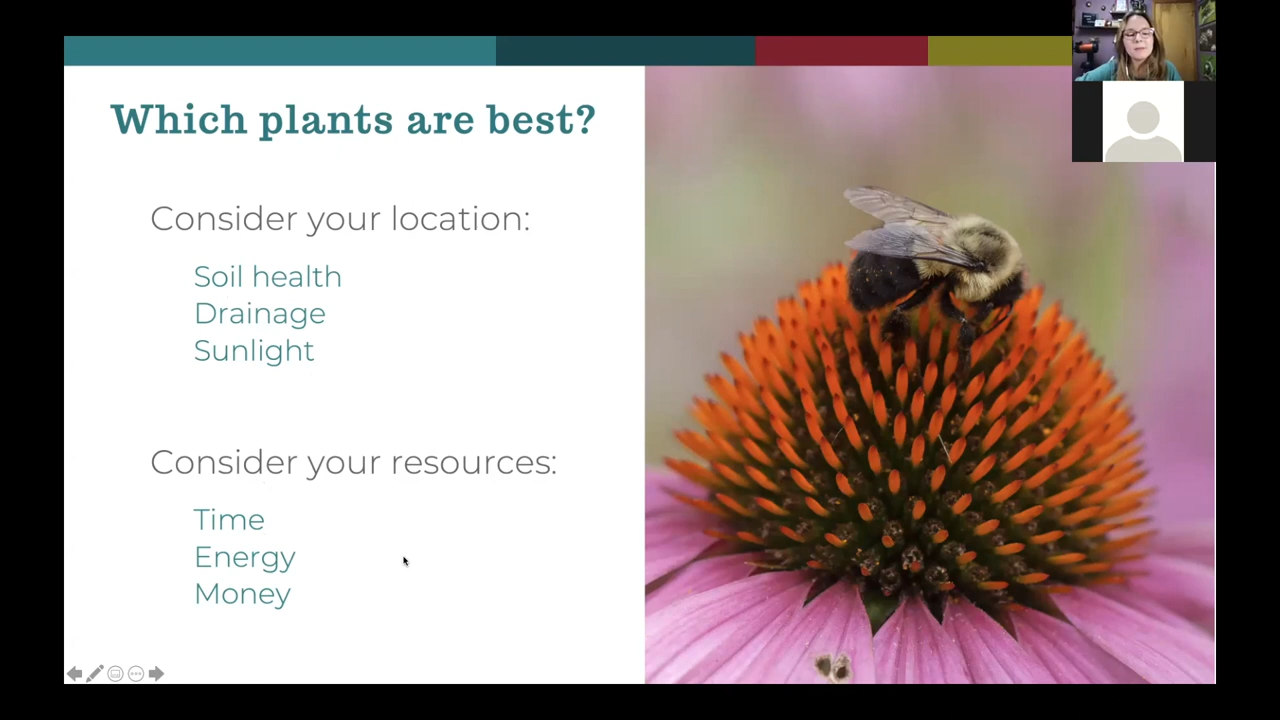 Which plants are best?
Consider your location:
Soil health
Drainage
Sunlight
Consider your resources:
Time
Energy
Money